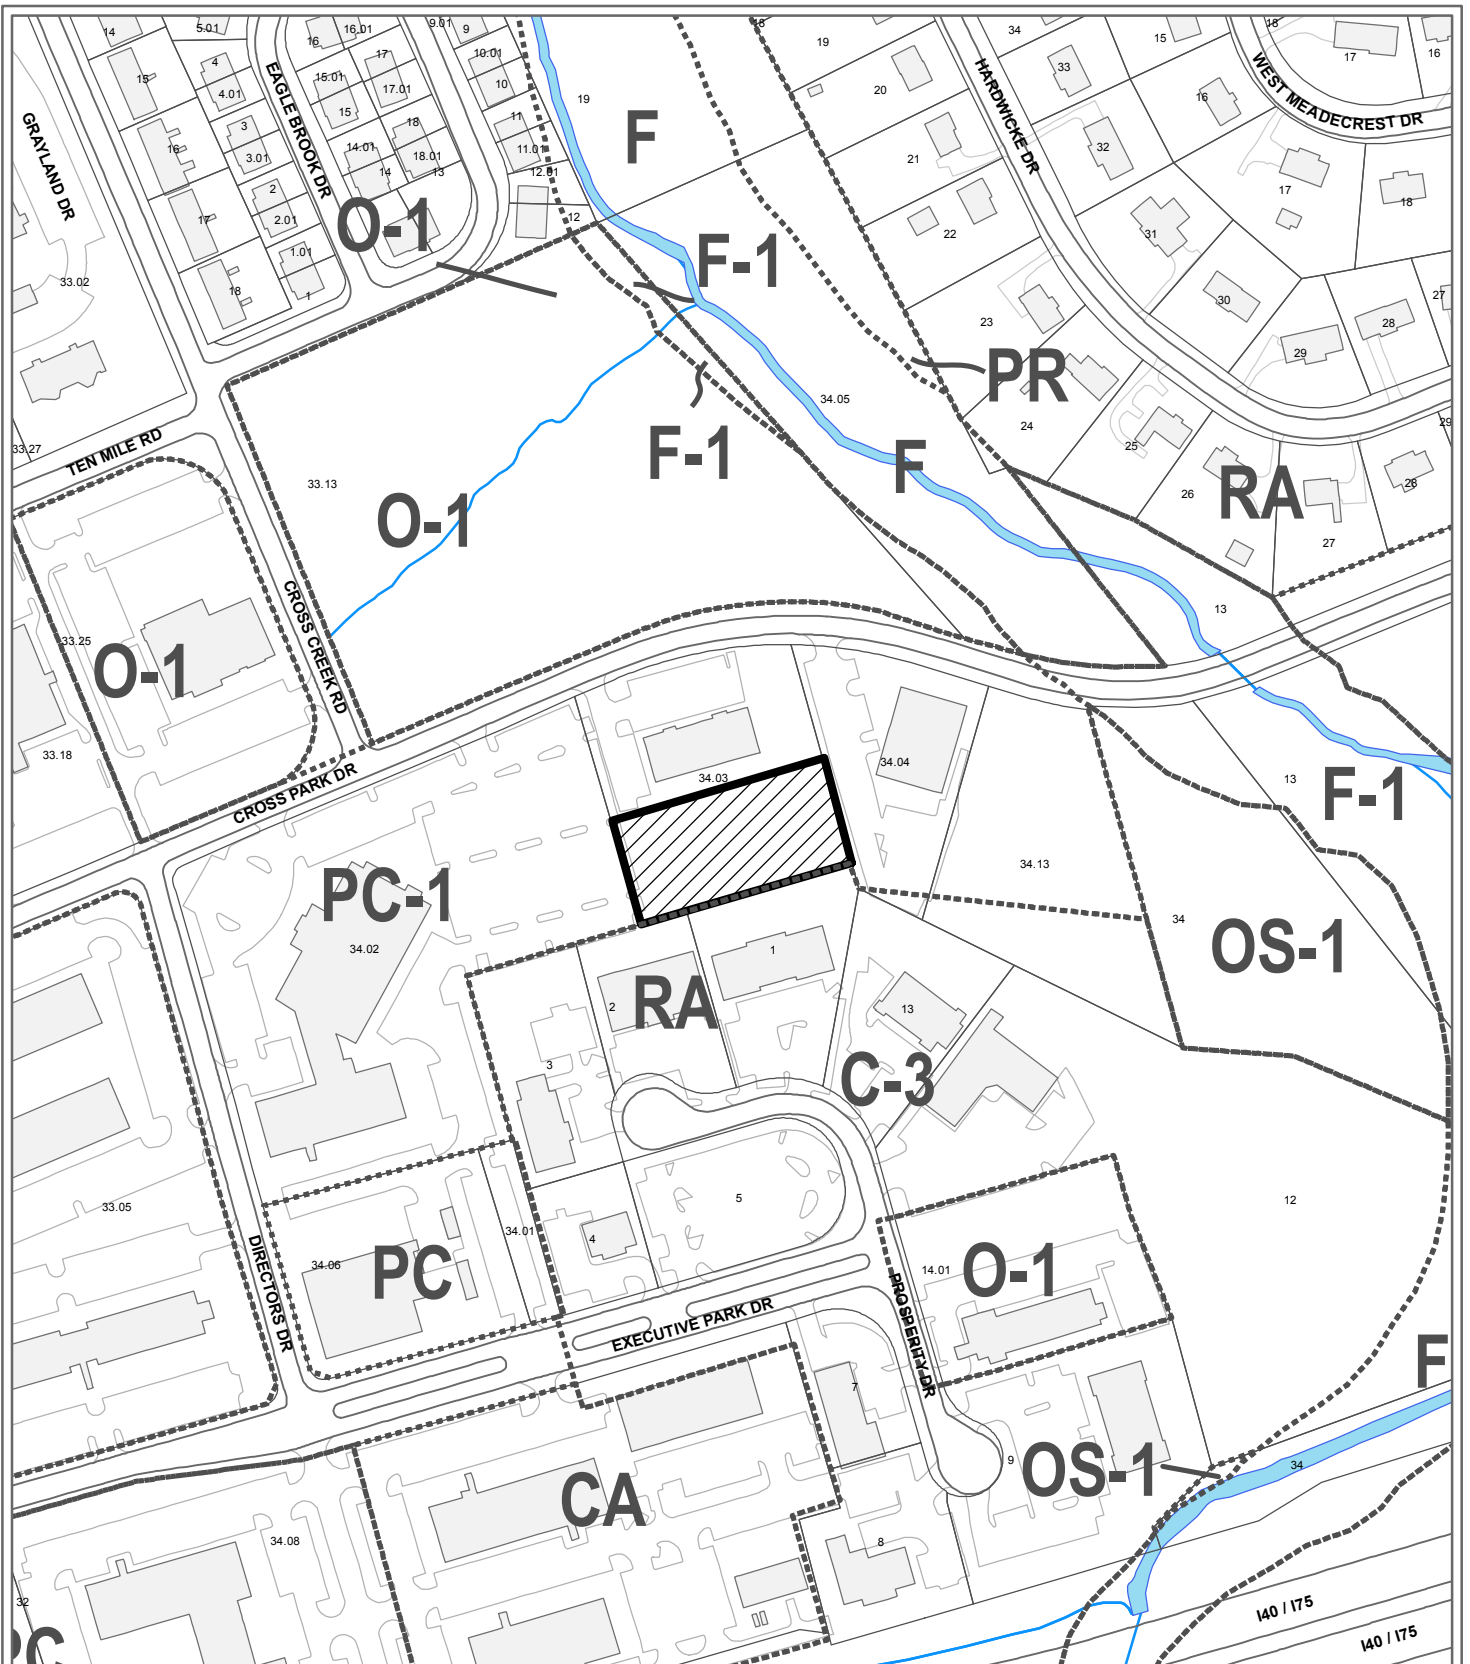 14
5.01
16
16.01
9.01
9
18
19
34
15
18
17
16
15
4
4.01
EAGLE BROOK DR
17
15.01
17.01
15
10.01
10
19
F
20
HARDWICKE DR
33
16
WEST MEADECREST DR
GRAYLAND DR
16
3
3.01
14.01
14
18
18.01
13
11
11.01
12.01
12
21
32
17
18
17
2
2.01
O-1
22
31
33.02
18
1.01
1
F-1
30
27
28
23
29
PR
34.05
24
25
29
33.27
TEN MILE RD
33.13
O-1
F-1
F
26
RA
28
27
33.25
O-1
CROSS CREEK RD
13
33.18
CROSS PARK DR
34.03
34.04
13
F-1
PC-1
34.02
34.13
34
OS-1
RA
2
1
13
3
C-3
33.05
DIRECTORS DR
34.06
PC
34.01
4
5
12
14.01
O-1
PROSPERITY DR
EXECUTIVE PARK DR
F
7
CA
9
OS-1
34
34.08
8
32
PC
I40 / I75
I40 / I75